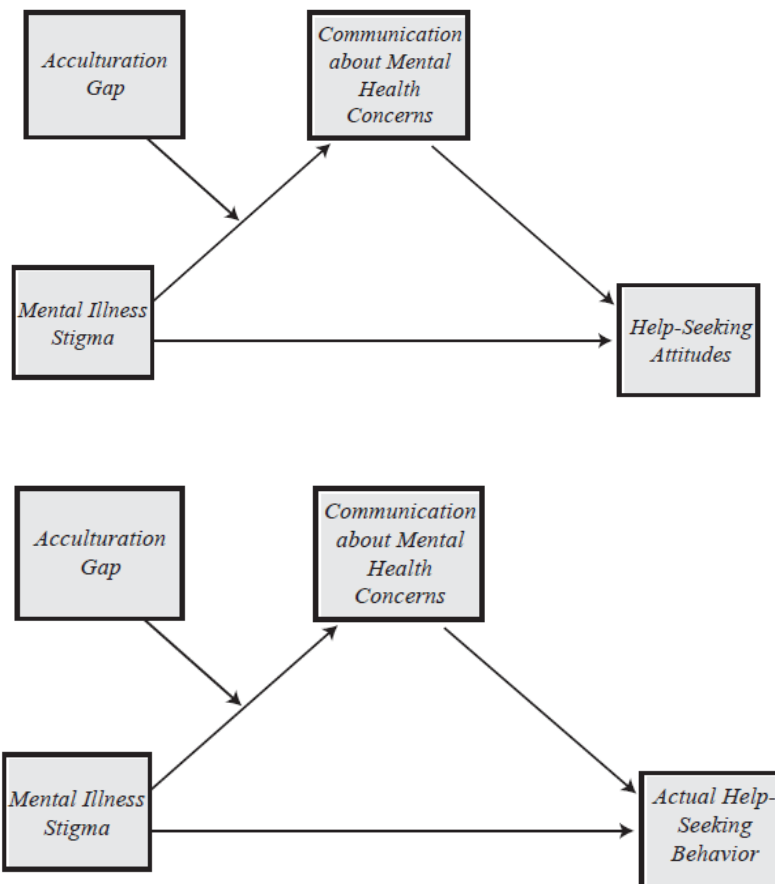 Acculturation
Gap
Communication
about Mental
Health
Concerns
Mental Illness
Stigma
Help-Seeking
Attitudes
Acculturation
Gap
Communication
about Mental
Health
Concerns
Mental Illness
Stigma
Actual Help-
Seeking
Behavior